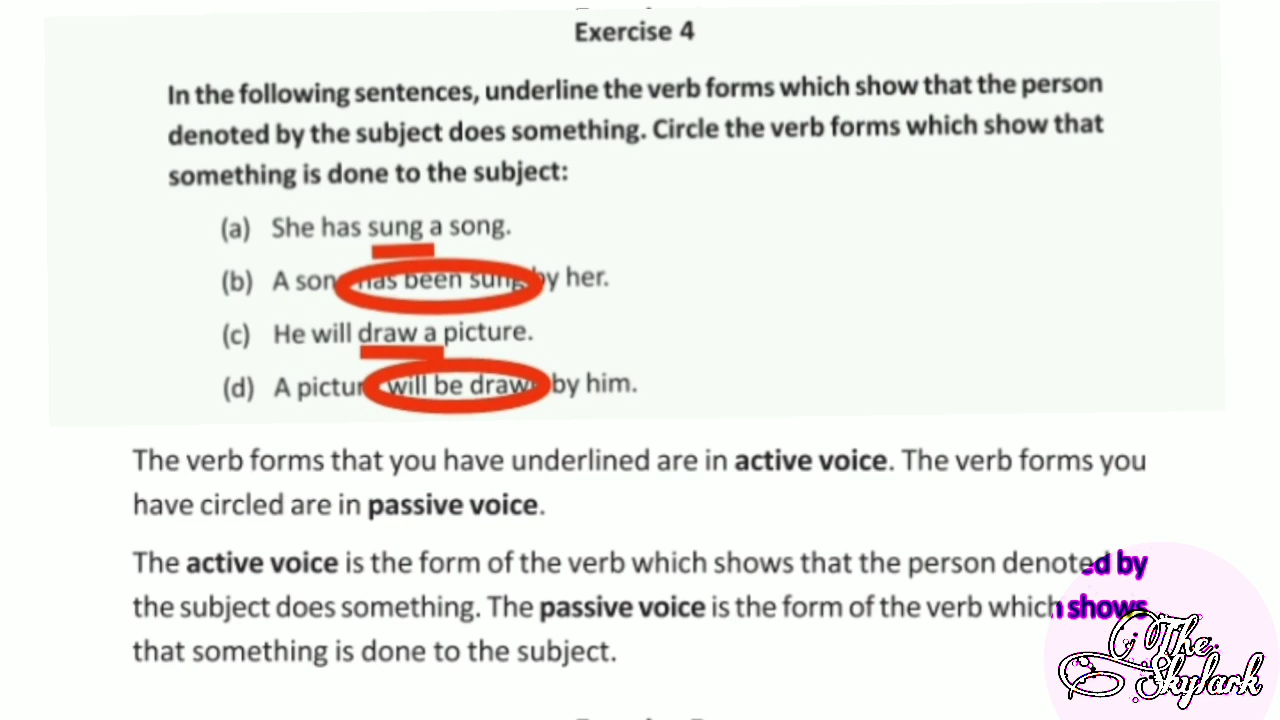 Exercise 4
In the following sentences, underline the verb forms which show that the person
denoted by the subject does something. Circle the verb forms which show that
something is done to the subject:
(a) She has sung a song.
(b) A song has been sung by her.
(c) He will draw a picture.
(d) A picture will be drawn by him.
The verb forms that you have underlined are in active voice. The verb forms you
have circled are in passive voice.
The active voice is the form of the verb which shows that the person denoted by
the subject does something. The passive voice is the form of the verb which shows
that something is done to the subject.
The
Skylark